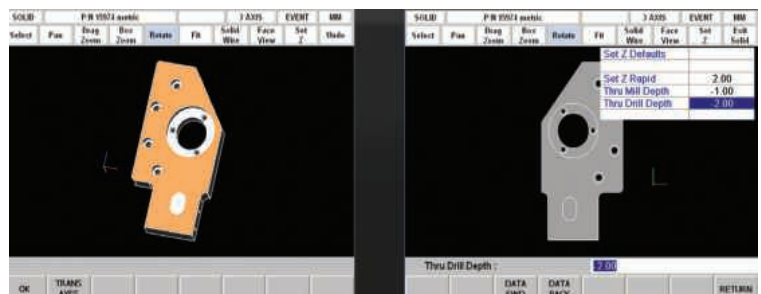 SOLID P/N 15974 metric 3 AXIS EVENT MM
Select Pan Drag Zoom Box Zoom Rotate Fit Solid Wire Face View Set Z Undo
OK TRANS AXES
SOLID P/N 15974 metric 3 AXIS EVENT MM
Select Pan Drag Zoom Box Zoom Rotate Fit Solid Wire Face View Set Z Exit Solid
Set Z Defaults
Set Z Rapid 2.00
Thru Mill Depth -1.00
Thru Drill Depth -2.00
Thru Drill Depth : -2.00
DATA FWD DATA BACK RETURN